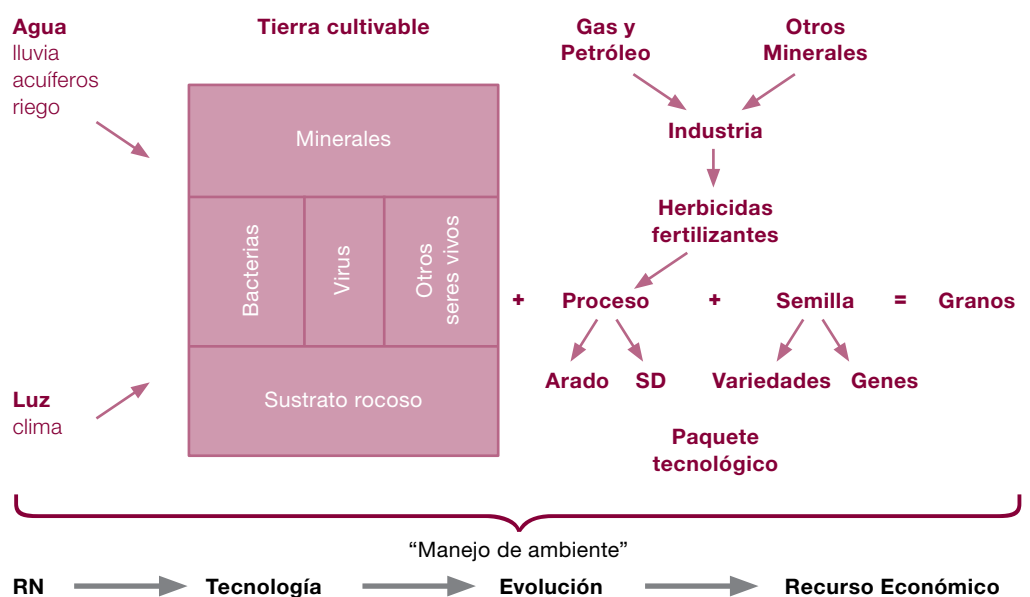 Agua
lluvia
acuíferos
riego
Tierra cultivable
Gas y
Petróleo
Otros
Minerales
Industria
Herbicidas
fertilizantes
Minerales
Bacterias
Virus
Otros
seres vivos
Sustrato rocoso
Luz
clima
+ Proceso + Semilla = Granos
Arado SD Variedades Genes
Paquete
tecnológico
“Manejo de ambiente”
RN Tecnología Evolución Recurso Económico